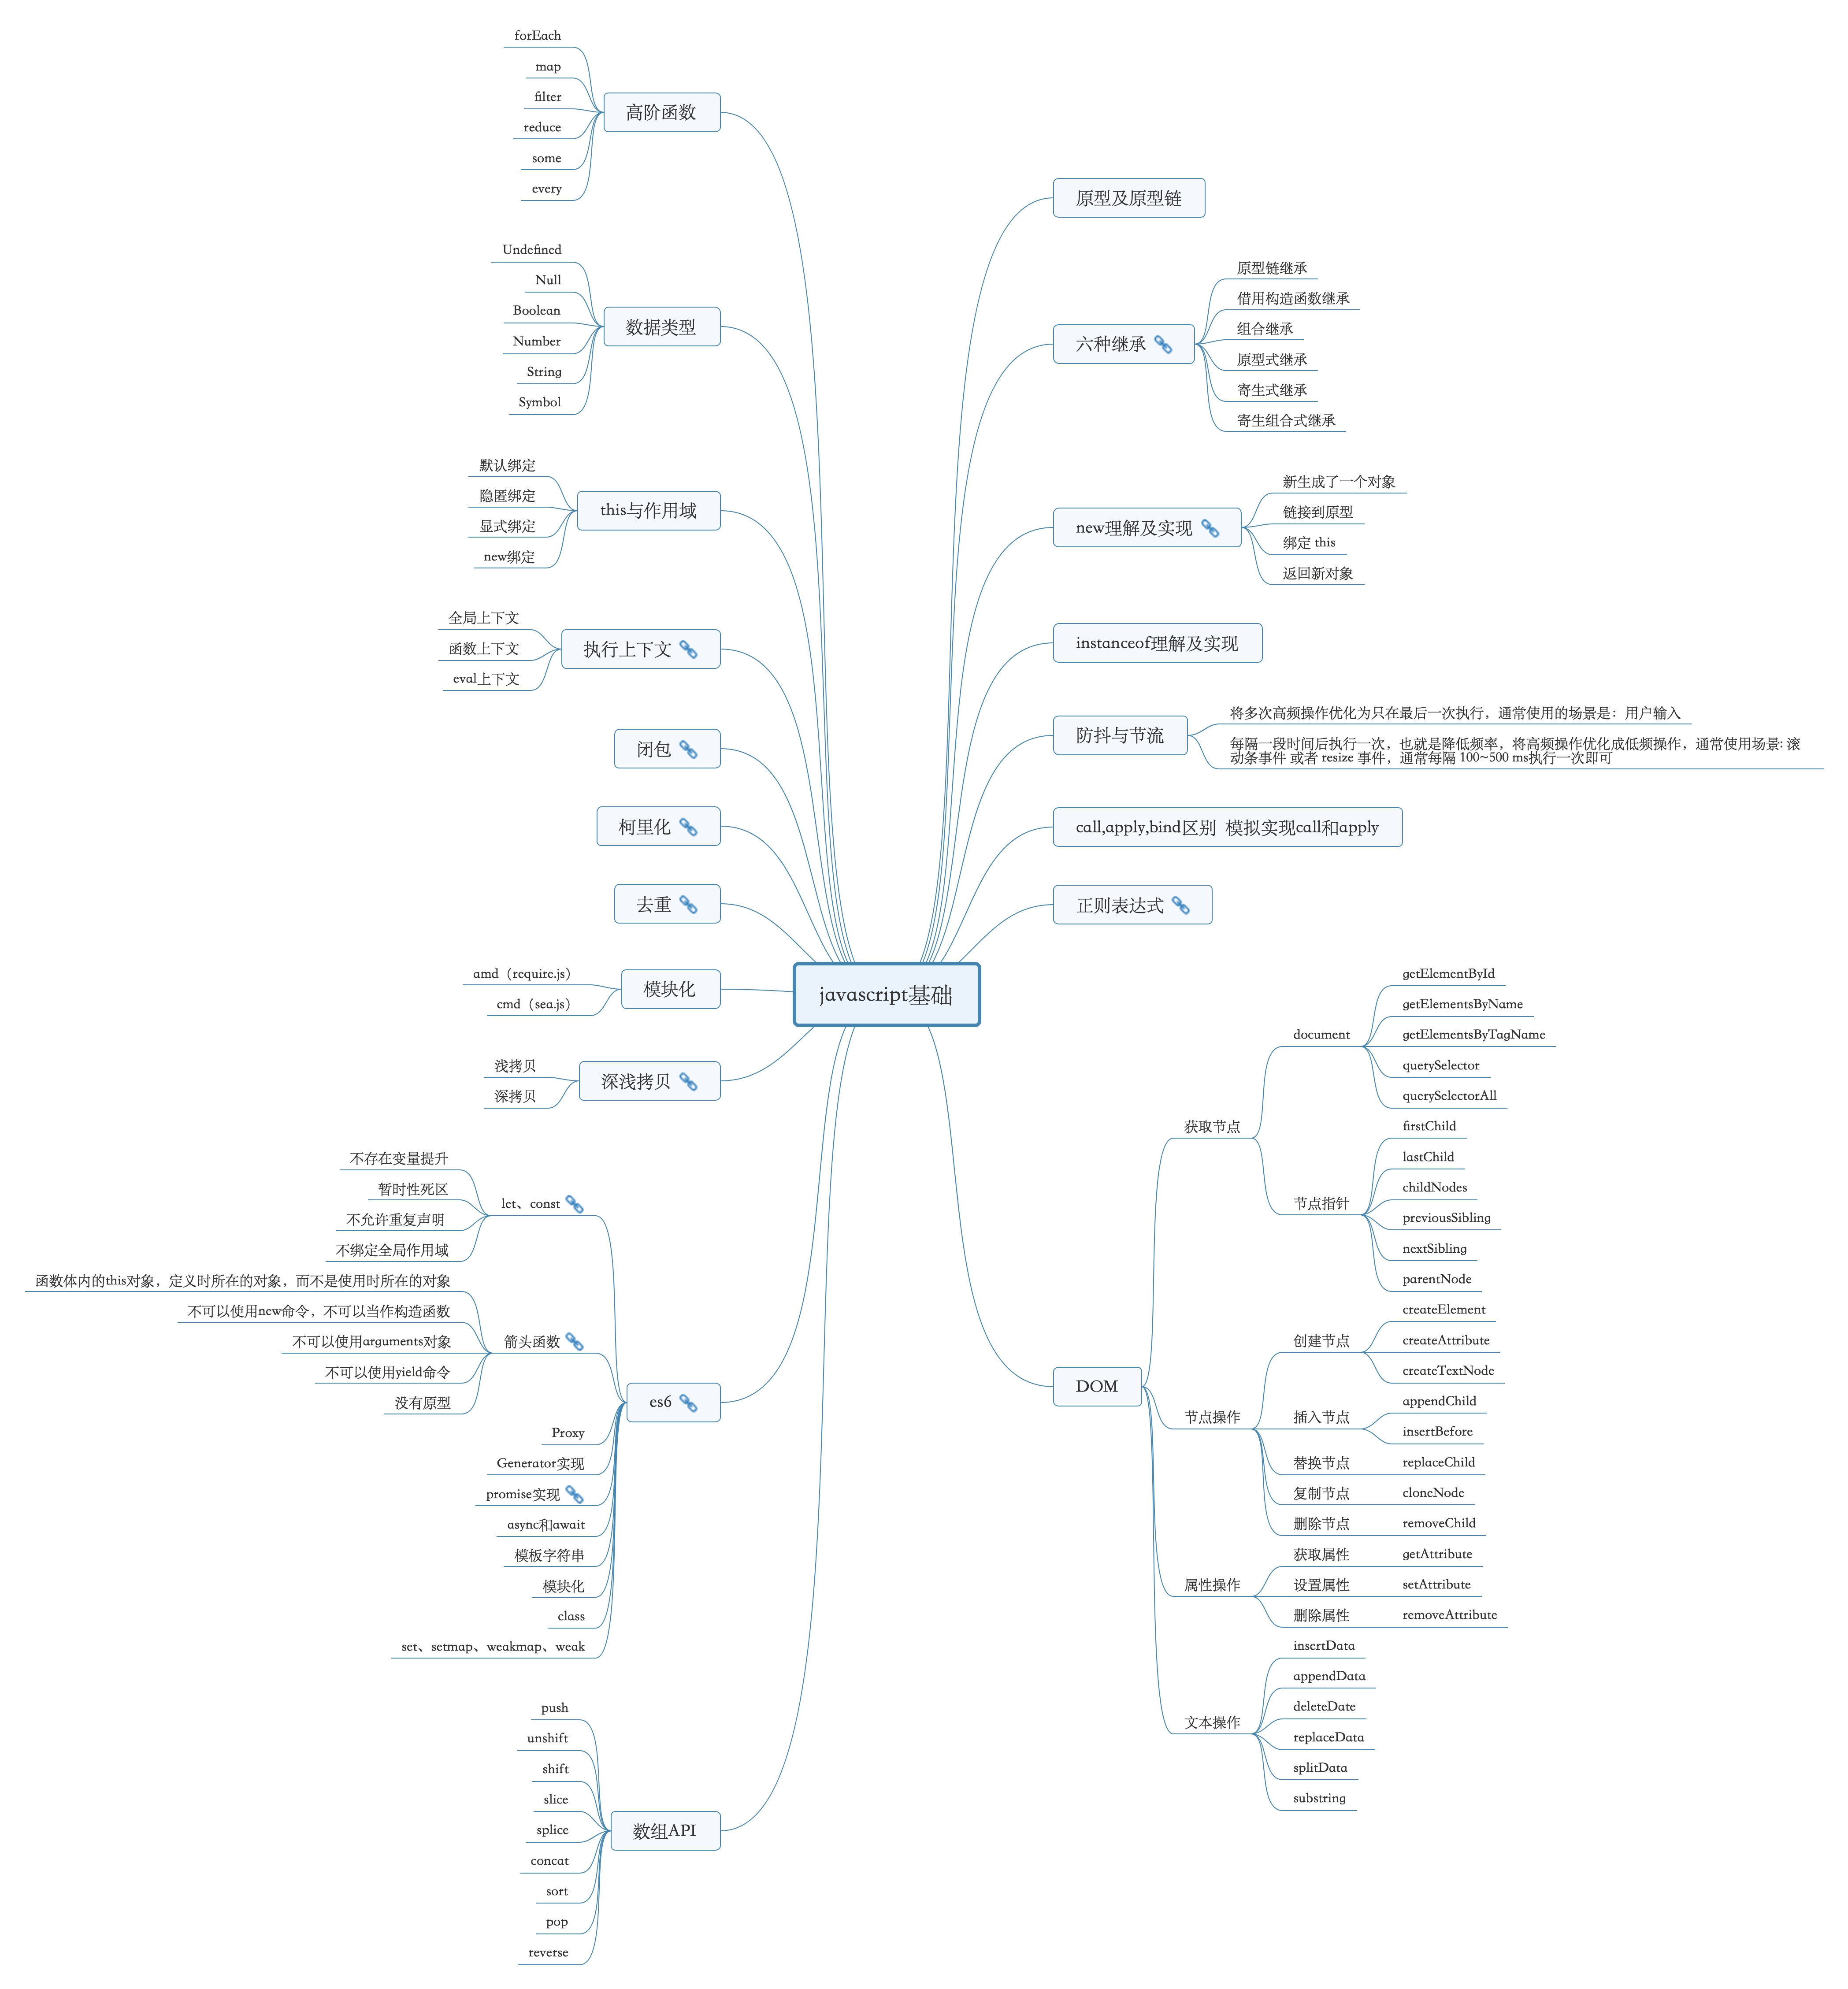 javascript基础
原型及原型链
六种继承
原型链继承
借用构造函数继承
组合继承
原型式继承
寄生式继承
寄生组合式继承
new理解及实现
新生成了一个对象
链接到原型
绑定 this
返回新对象
instanceof理解及实现
防抖与节流
将多次高频操作优化为只在最后一次执行，通常使用的场景是：用户输入
每隔一段时间后执行一次，也就是降低频率，将高频操作优化成低频操作，通常使用场景: 滚
动条事件 或者 resize 事件，通常每隔 100~500 ms执行一次即可
call,apply,bind区别 模拟实现call和apply
正则表达式
DOM
获取节点
document
getElementById
getElementsByName
getElementsByTagName
querySelector
querySelectorAll
节点指针
firstChild
lastChild
childNodes
previousSibling
nextSibling
parentNode
节点操作
创建节点
createElement
createAttribute
createTextNode
插入节点
appendChild
insertBefore
替换节点
replaceChild
复制节点
cloneNode
删除节点
removeChild
属性操作
获取属性
getAttribute
设置属性
setAttribute
删除属性
removeAttribute
文本操作
insertData
appendData
deleteDate
replaceData
splitData
substring
高阶函数
forEach
map
filter
reduce
some
every
数据类型
Undefined
Null
Boolean
Number
String
Symbol
this与作用域
默认绑定
隐匿绑定
显式绑定
new绑定
执行上下文
全局上下文
函数上下文
eval上下文
闭包
柯里化
去重
模块化
amd（require.js）
cmd（sea.js）
深浅拷贝
浅拷贝
深拷贝
es6
let、const
不存在变量提升
暂时性死区
不允许重复声明
不绑定全局作用域
箭头函数
函数体内的this对象，定义时所在的对象，而不是使用时所在的对象
不可以使用new命令，不可以当作构造函数
不可以使用arguments对象
不可以使用yield命令
没有原型
Proxy
Generator实现
promise实现
async和await
模板字符串
模块化
class
set、setmap、weakmap、weak
数组API
push
unshift
shift
slice
splice
concat
sort
pop
reverse